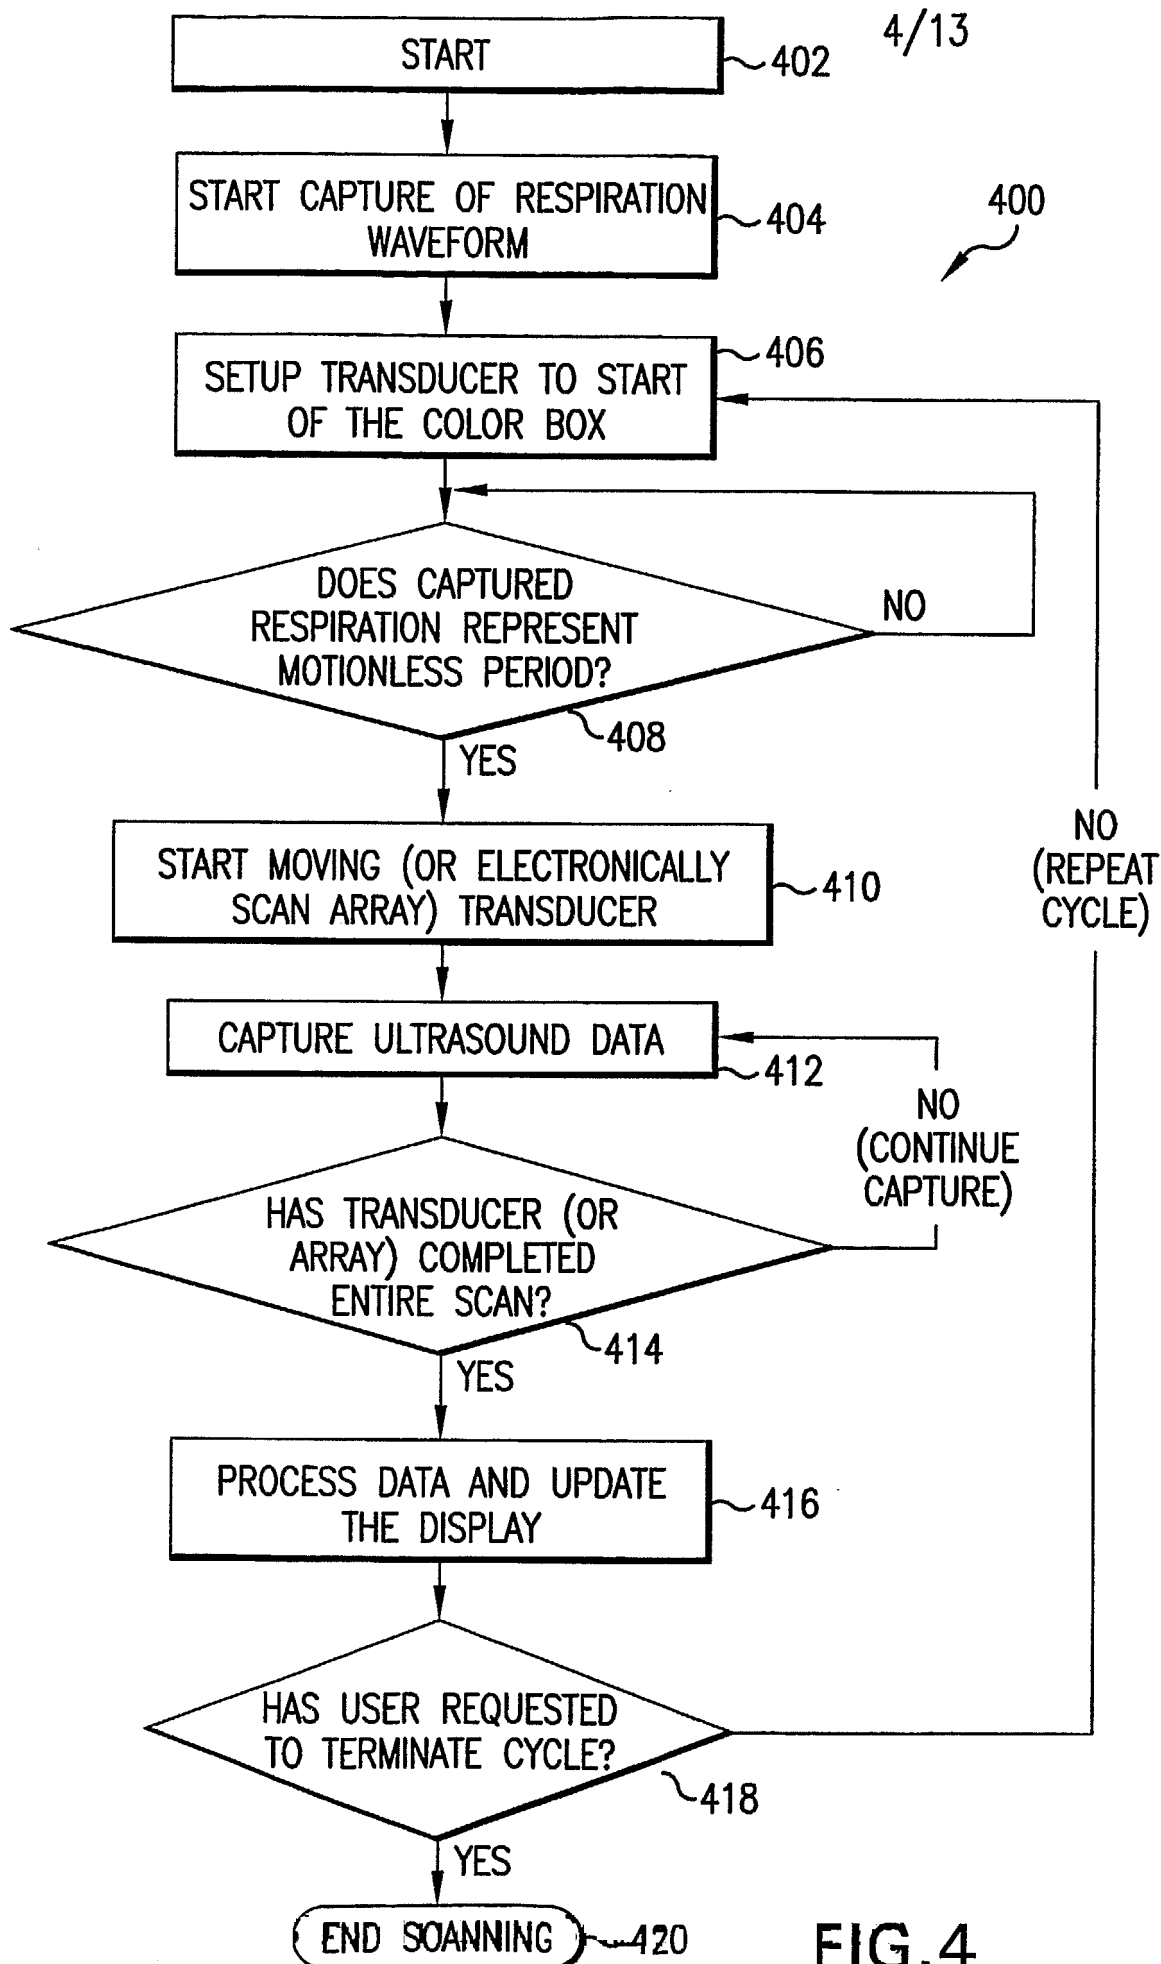 4/13
START
402
START CAPTURE OF RESPIRATION
WAVEFORM
404
400
SETUP TRANSDUCER TO START
OF THE COLOR BOX
406
DOES CAPTURED
RESPIRATION REPRESENT
MOTIONLESS PERIOD?
NO
408
YES
START MOVING (OR ELECTRONICALLY
SCAN ARRAY) TRANSDUCER
410
NO
(REPEAT
CYCLE)
CAPTURE ULTRASOUND DATA
412
NO
(CONTINUE
CAPTURE)
HAS TRANSDUCER (OR
ARRAY) COMPLETED
ENTIRE SCAN?
414
YES
PROCESS DATA AND UPDATE
THE DISPLAY
416
HAS USER REQUESTED
TO TERMINATE CYCLE?
418
YES
END SCANNING
420
FIG.4